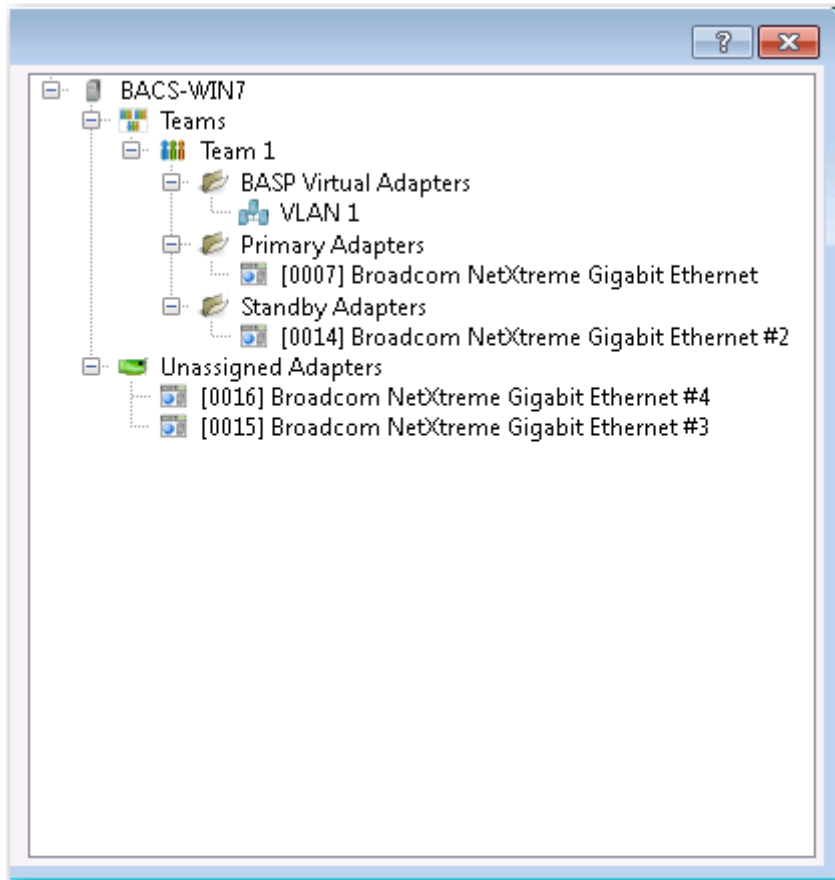 ?
BACS-WIN7
Teams
Team 1
BASP Virtual Adapters
VLAN 1
Primary Adapters
[0007] Broadcom NetXtreme Gigabit Ethernet
Standby Adapters
[0014] Broadcom NetXtreme Gigabit Ethernet #2
Unassigned Adapters
[0016] Broadcom NetXtreme Gigabit Ethernet #4
[0015] Broadcom NetXtreme Gigabit Ethernet #3